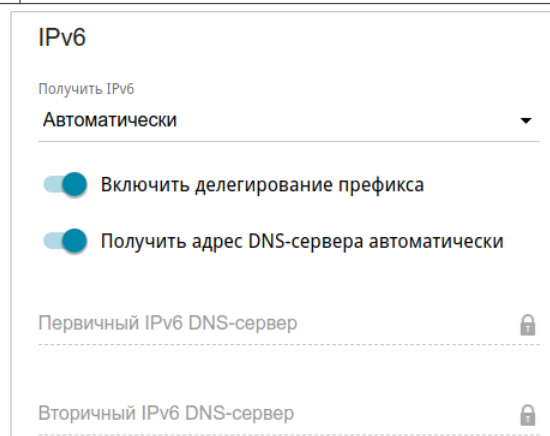 IPv6
Получить IPv6
Автоматически
Включить делегирование префикса
Получить адрес DNS-сервера автоматически
Первичный IPv6 DNS-сервер
Вторичный IPv6 DNS-сервер